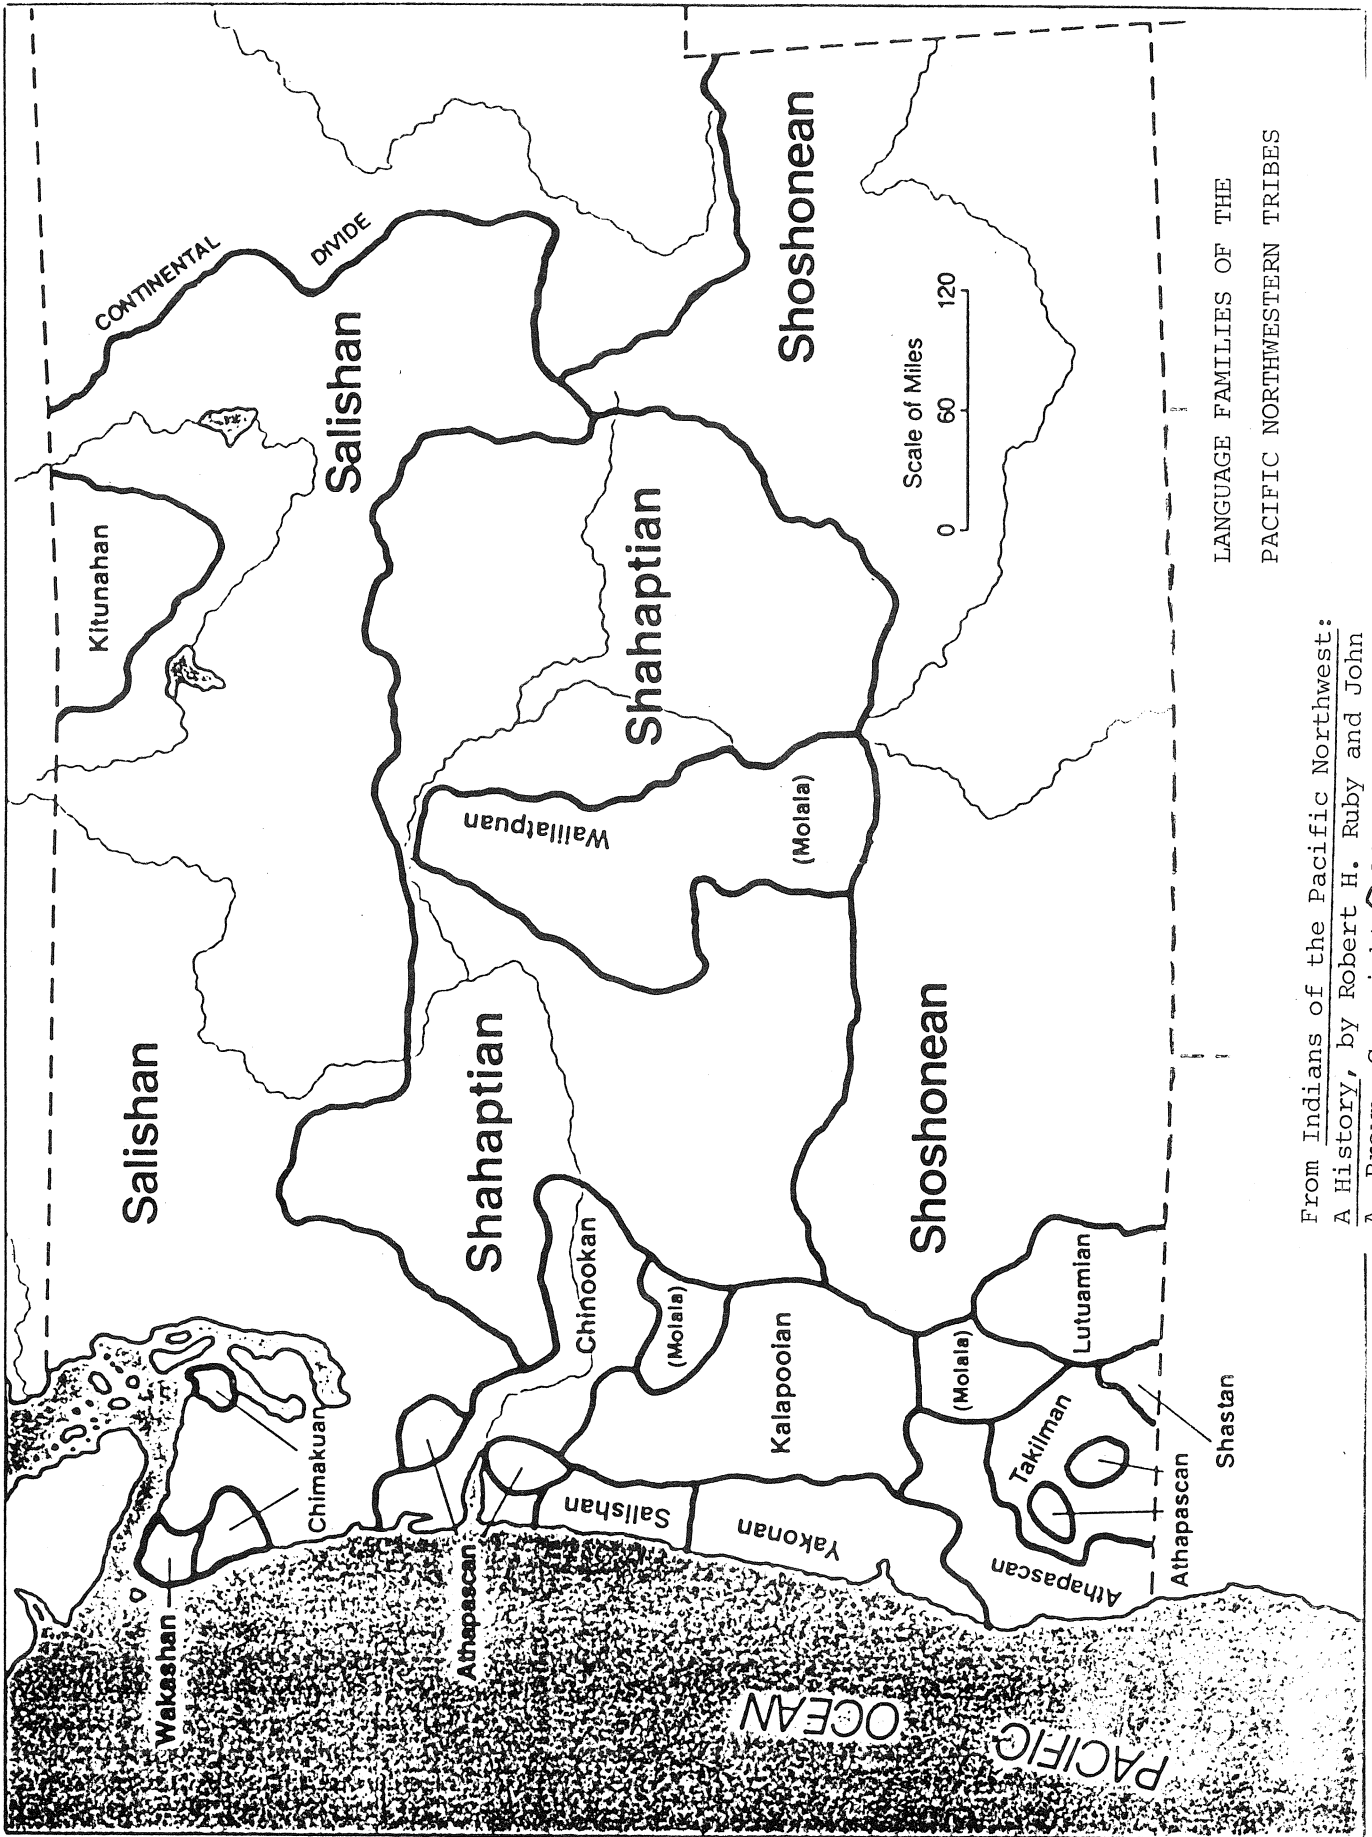 CONTINENTAL
DIVIDE
Kitunahan
Salishan
Salishan
Wakashan
Chimakuan
Shahaptian
Shahaptian
Athapascan
Chinookan
Waiilatpuan
(Molala)
(Molala)
Salishan
Kalapooian
Yakonan
Shoshonean
Shoshonean
Scale of Miles
0 60 120
(Molala)
Lutuamian
Takilman
Athapascan
Athapascan
Shastan
PACIFIC
OCEAN
LANGUAGE FAMILIES OF THE
PACIFIC NORTHWESTERN TRIBES
From Indians of the Pacific Northwest:
A History, by Robert H. Ruby and John
A. Brown.